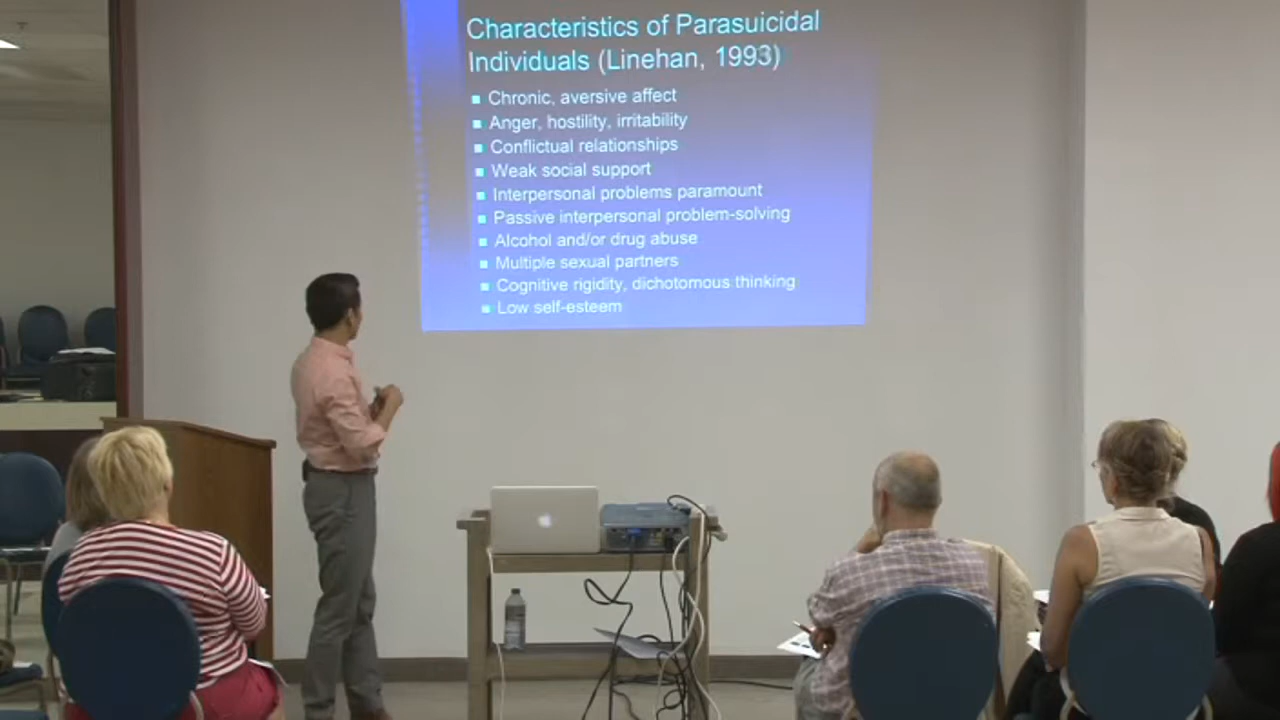 Characteristics of Parasuicidal
Individuals (Linehan, 1993)
Chronic, aversive affect
Anger, hostility, irritability
Conflictual relationships
Weak social support
Interpersonal problems paramount
Passive interpersonal problem-solving
Alcohol and/or drug abuse
Multiple sexual partners
Cognitive rigidity, dichotomous thinking
Low self-esteem